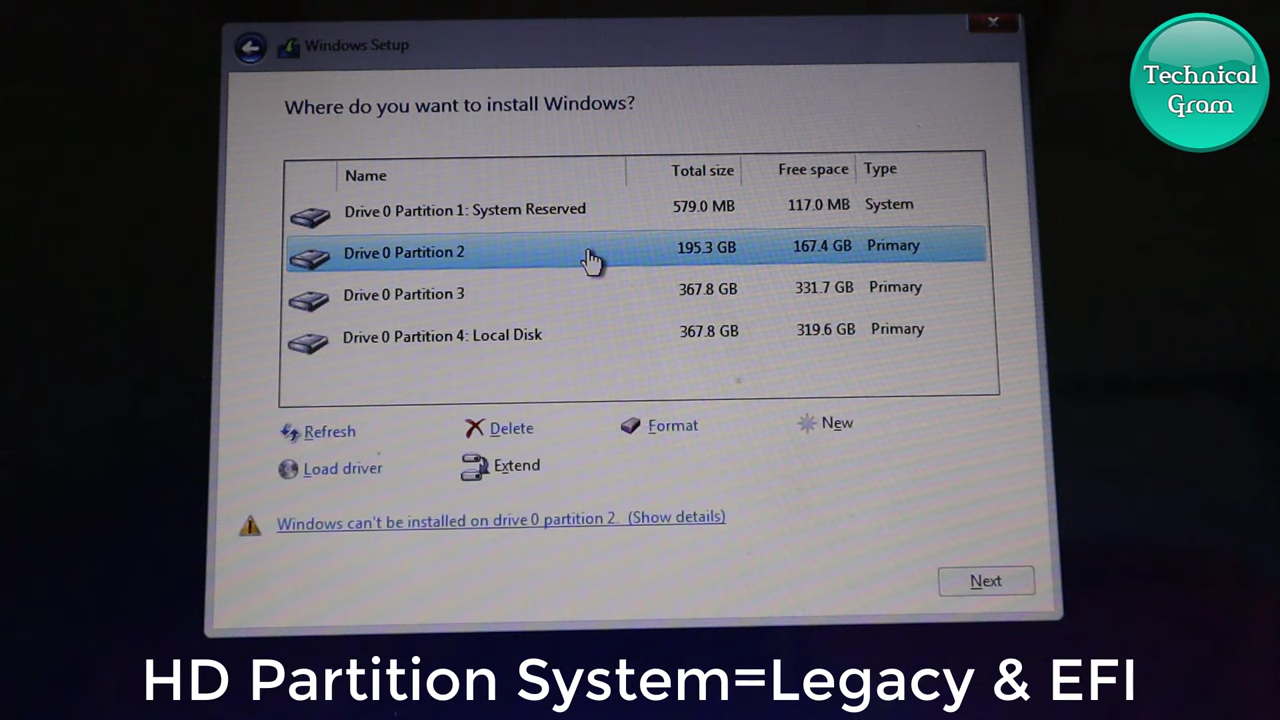 Technical
Gram
Windows Setup
Where do you want to install Windows?
Name Total size Free space Type
Drive 0 Partition 1: System Reserved 579.0 MB 117.0 MB System
Drive 0 Partition 2 195.3 GB 167.4 GB Primary
Drive 0 Partition 3 367.8 GB 331.7 GB Primary
Drive 0 Partition 4: Local Disk 367.8 GB 319.6 GB Primary
Refresh Delete Format New
Load driver Extend
Windows can't be installed on drive 0 partition 2. (Show details)
Next
HD Partition System=Legacy & EFI